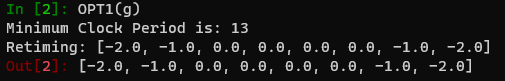 In [2]: OPT1(g)
Minimum Clock Period is: 13
Retiming: [-2.0, -1.0, 0.0, 0.0, 0.0, 0.0, -1.0, -2.0]
Out[2]: [-2.0, -1.0, 0.0, 0.0, 0.0, 0.0, -1.0, -2.0]